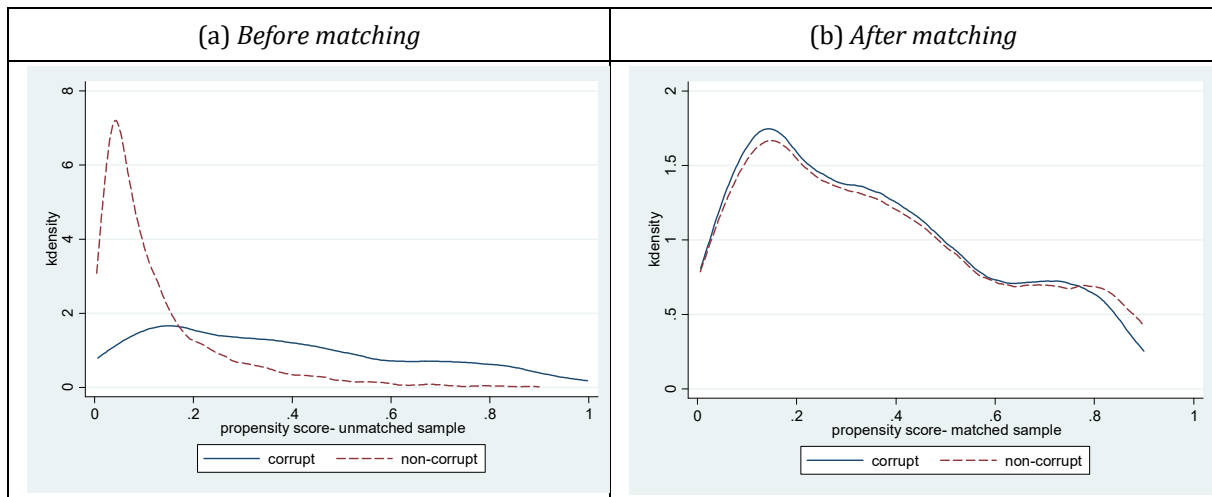 (a) Before matching
(b) After matching
8
6
4
2
0
kdensity
0 .2 .4 .6 .8 1
propensity score- unmatched sample
corrupt non-corrupt
2
1.5
1
.5
0
kdensity
0 .2 .4 .6 .8 1
propensity score- matched sample
corrupt non-corrupt